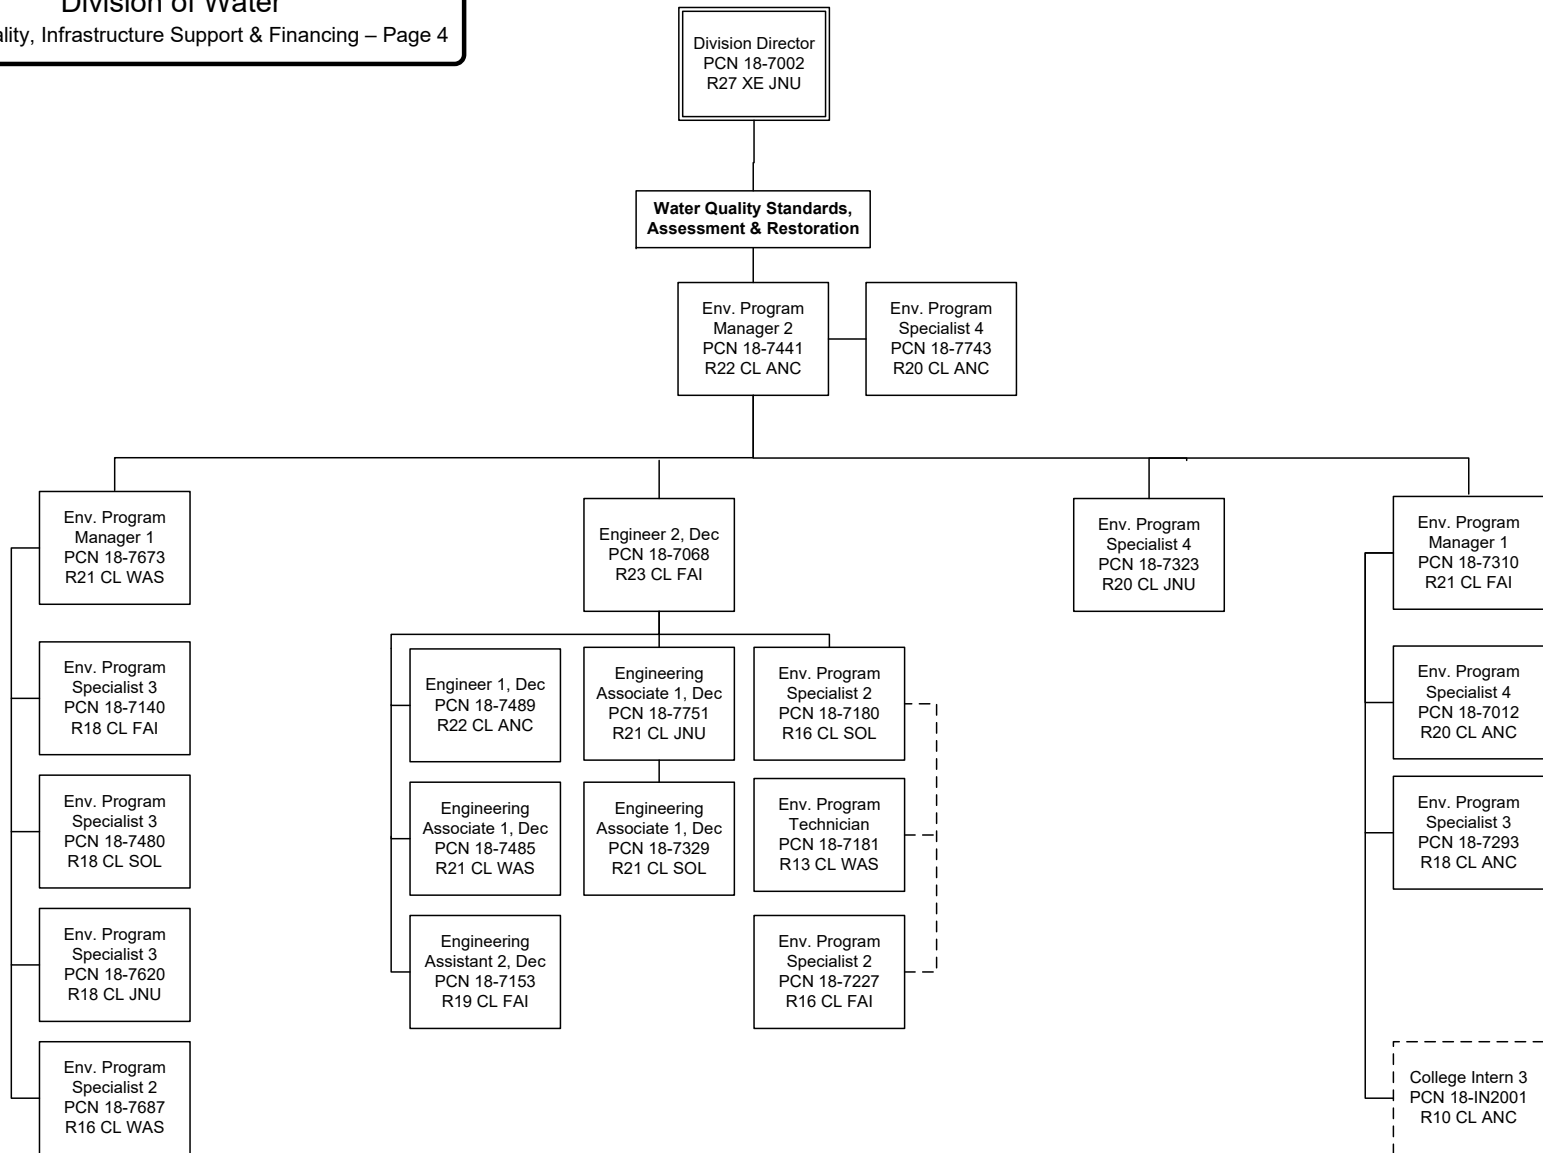 Division of Water
Infrastructure Support & Financing – Page 4
Division Director
PCN 18-7002
R27 XE JNU
Water Quality Standards,
Assessment & Restoration
Env. Program
Manager 2
PCN 18-7441
R22 CL ANC
Env. Program
Specialist 4
PCN 18-7743
R20 CL ANC
Env. Program
Manager 1
PCN 18-7673
R21 CL WAS
Engineer 2, Dec
PCN 18-7068
R23 CL FAI
Env. Program
Specialist 4
PCN 18-7323
R20 CL JNU
Env. Program
Manager 1
PCN 18-7310
R21 CL FAI
Env. Program
Specialist 3
PCN 18-7140
R18 CL FAI
Engineer 1, Dec
PCN 18-7489
R22 CL ANC
Engineering
Associate 1, Dec
PCN 18-7751
R21 CL JNU
Env. Program
Specialist 2
PCN 18-7180
R16 CL SOL
Env. Program
Specialist 4
PCN 18-7012
R20 CL ANC
Env. Program
Specialist 3
PCN 18-7480
R18 CL SOL
Engineering
Associate 1, Dec
PCN 18-7485
R21 CL WAS
Engineering
Associate 1, Dec
PCN 18-7329
R21 CL SOL
Env. Program
Technician
PCN 18-7181
R13 CL WAS
Env. Program
Specialist 3
PCN 18-7293
R18 CL ANC
Env. Program
Specialist 3
PCN 18-7620
R18 CL JNU
Engineering
Assistant 2, Dec
PCN 18-7153
R19 CL FAI
Env. Program
Specialist 2
PCN 18-7227
R16 CL FAI
Env. Program
Specialist 2
PCN 18-7687
R16 CL WAS
College Intern 3
PCN 18-IN2001
R10 CL ANC